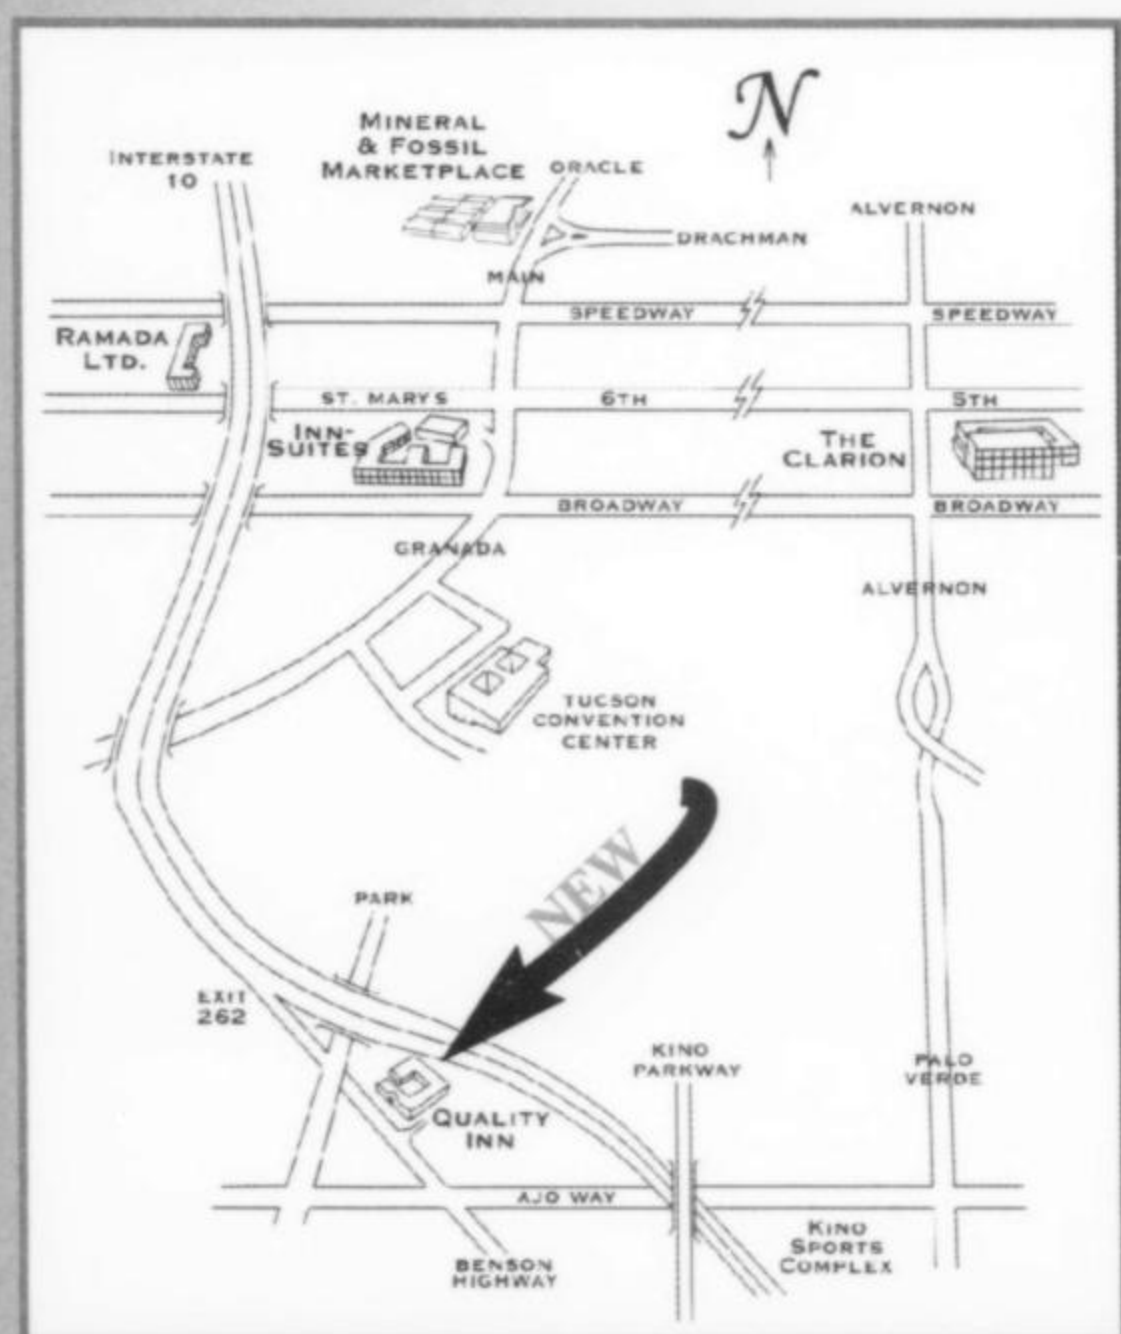 N
MINERAL
& FOSSIL
MARKETPLACE
INTERSTATE
10
ORACLE
ALVERNON
DRACHMAN
MAIN
SPEEDWAY
SPEEDWAY
RAMADA
LTD.
ST. MARYS
6TH
5TH
INN-
SUITES
THE
CLARION
BROADWAY
BROADWAY
GRANADA
ALVERNON
TUCSON
CONVENTION
CENTER
NEW
PARK
EXIT
262
KINO
PARKWAY
PALO
VERDE
QUALITY
INN
AJO WAY
KINO
SPORTS
COMPLEX
BENSON
HIGHWAY